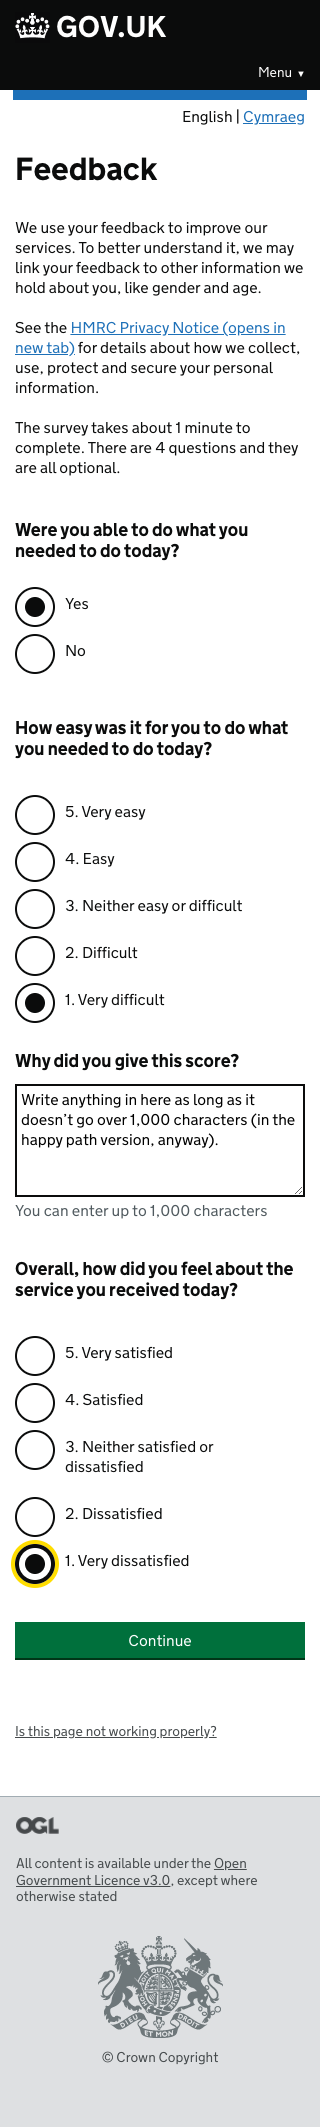 GOV.UK
Menu ▼
English | Cymraeg
Feedback
We use your feedback to improve our
services. To better understand it, we may
link your feedback to other information we
hold about you, like gender and age.
See the HMRC Privacy Notice (opens in
new tab) for details about how we collect,
use, protect and secure your personal
information.
The survey takes about 1 minute to
complete. There are 4 questions and they
are all optional.
Were you able to do what you
needed to do today?
Yes
No
How easy was it for you to do what
you needed to do today?
5. Very easy
4. Easy
3. Neither easy or difficult
2. Difficult
1. Very difficult
Why did you give this score?
Write anything in here as long as it
doesn’t go over 1,000 characters (in the
happy path version, anyway).
You can enter up to 1,000 characters
Overall, how did you feel about the
service you received today?
5. Very satisfied
4. Satisfied
3. Neither satisfied or
dissatisfied
2. Dissatisfied
1. Very dissatisfied
Continue
Is this page not working properly?
OGL
All content is available under the Open
Government Licence v3.0, except where
otherwise stated
DIEU ET MON DROIT
© Crown Copyright